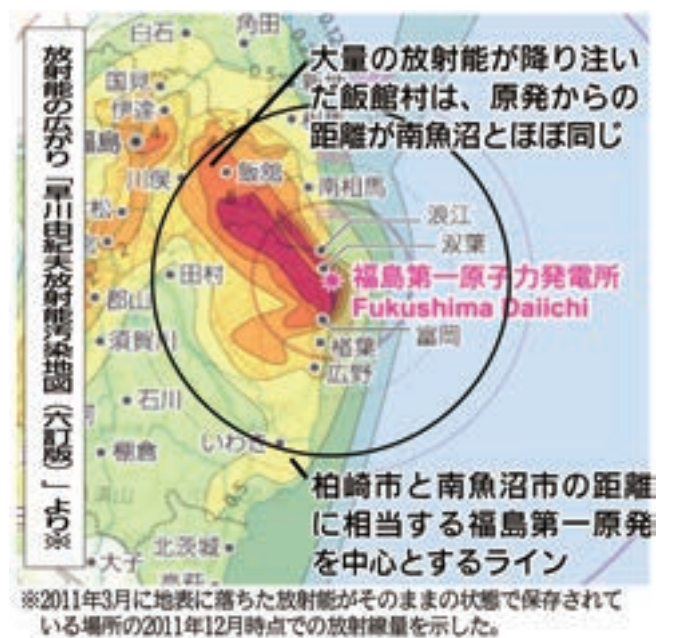 放射能の広がり「早川由紀夫放射能汚染地図(六訂版)」より※
白石
角田
0.12
0.5
大量の放射能が降り注い
だ飯館村は、原発からの
距離が南魚沼とほぼ同じ
国見
伊達
福島
川俣
飯舘
南相馬
浪江
双葉
松
田村
福島第一原子力発電所
Fukushima Daiichi
郡山
富岡
須賀川
楢葉
広野
石川
いわき
棚倉
0.5
柏崎市と南魚沼市の距離
に相当する福島第一原発
を中心とするライン
北茨城
大子
※2011年3月に地表に落ちた放射能がそのままの状態で保存されて
いる場所の2011年12月時点での放射線量を示した。